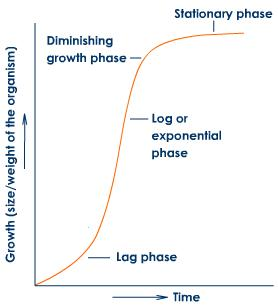 Stationary phase
Diminishing
growth phase
Log or
exponential
phase
Lag phase
Growth (size/weight of the organism)
Time